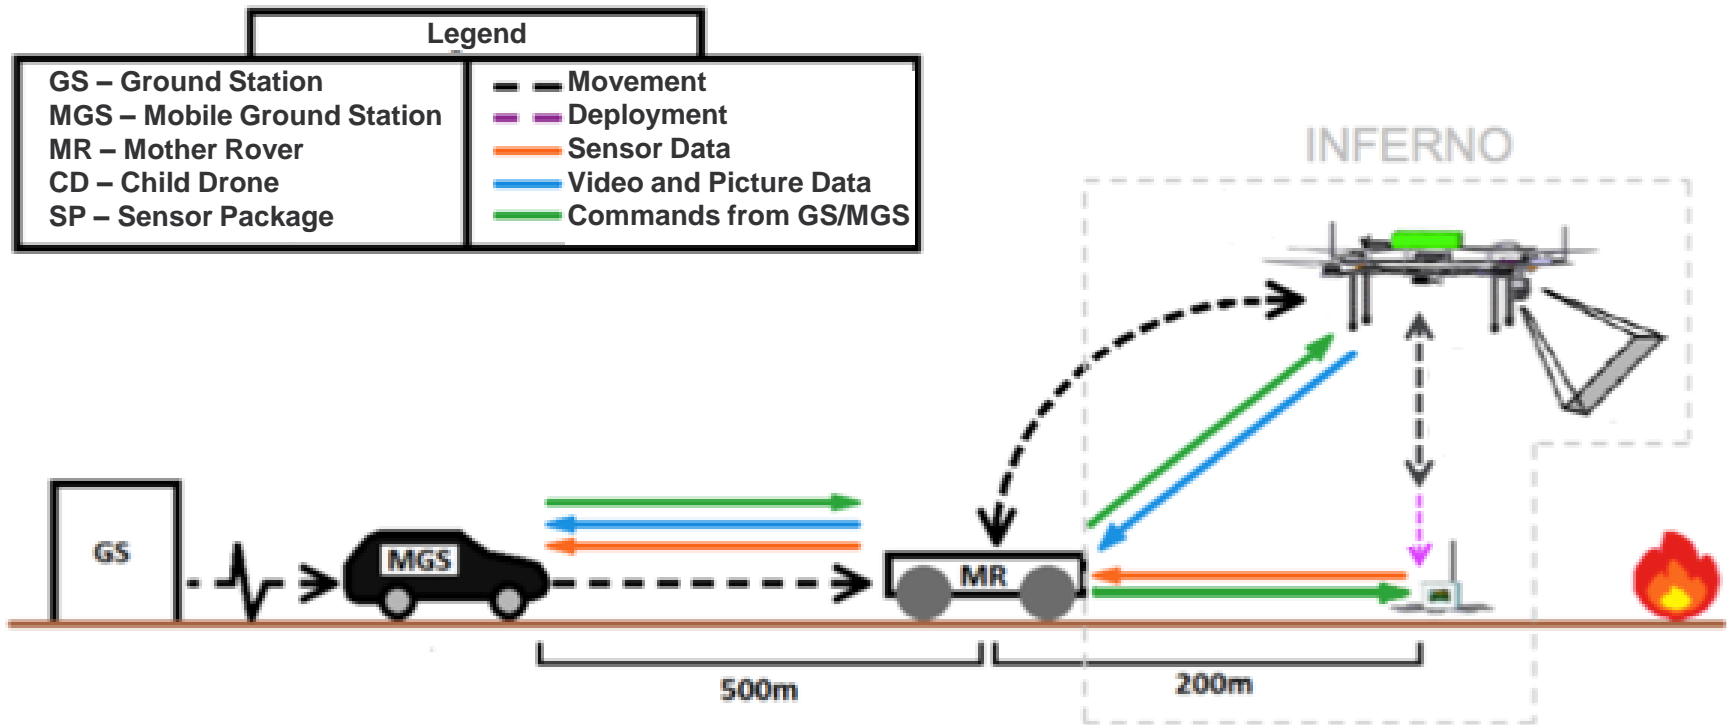 Legend
GS – Ground Station
MGS – Mobile Ground Station
MR – Mother Rover
CD – Child Drone
SP – Sensor Package
Movement
Deployment
Sensor Data
Video and Picture Data
Commands from GS/MGS
INFERNO
GS
MGS
MR
500m
200m